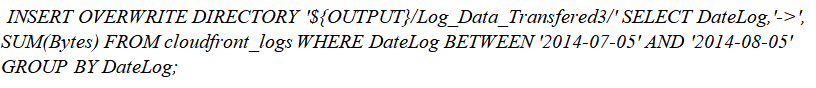 INSERT OVERWRITE DIRECTORY '${OUTPUT}/Log_Data_Transfered3/' SELECT DateLog,'->',
SUM(Bytes) FROM cloudfront_logs WHERE DateLog BETWEEN '2014-07-05' AND '2014-08-05'
GROUP BY DateLog;